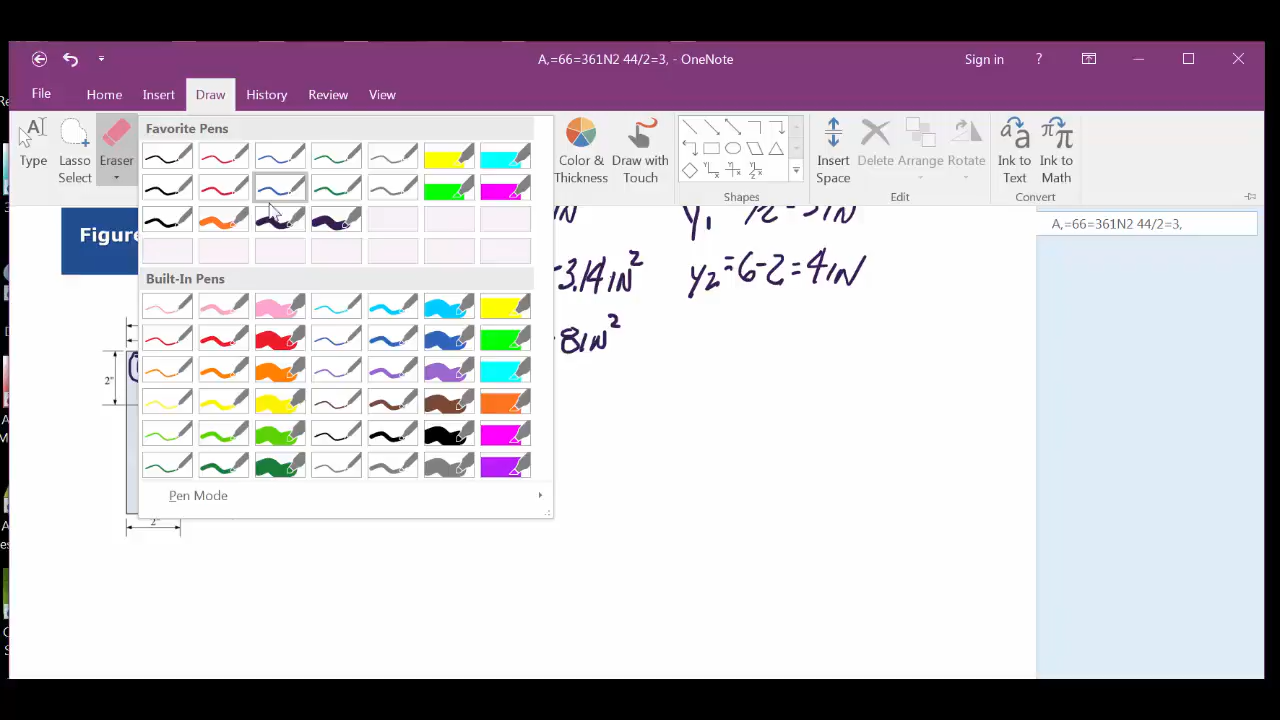 A,=66=361N2 44/2=3, - OneNote
Sign in
?
File
Home
Insert
Draw
History
Review
View
Type
Lasso
Select
Eraser
Color &
Thickness
Draw with
Touch
Shapes
Insert
Space
Delete
Arrange
Rotate
Edit
Ink to
Text
Ink to
Math
Convert
Favorite Pens
Built-In Pens
Pen Mode
A,=66=361N2 44/2=3,
Figure
2"
2"
3.14IN²
8IN²
y₂=6-2=4IN